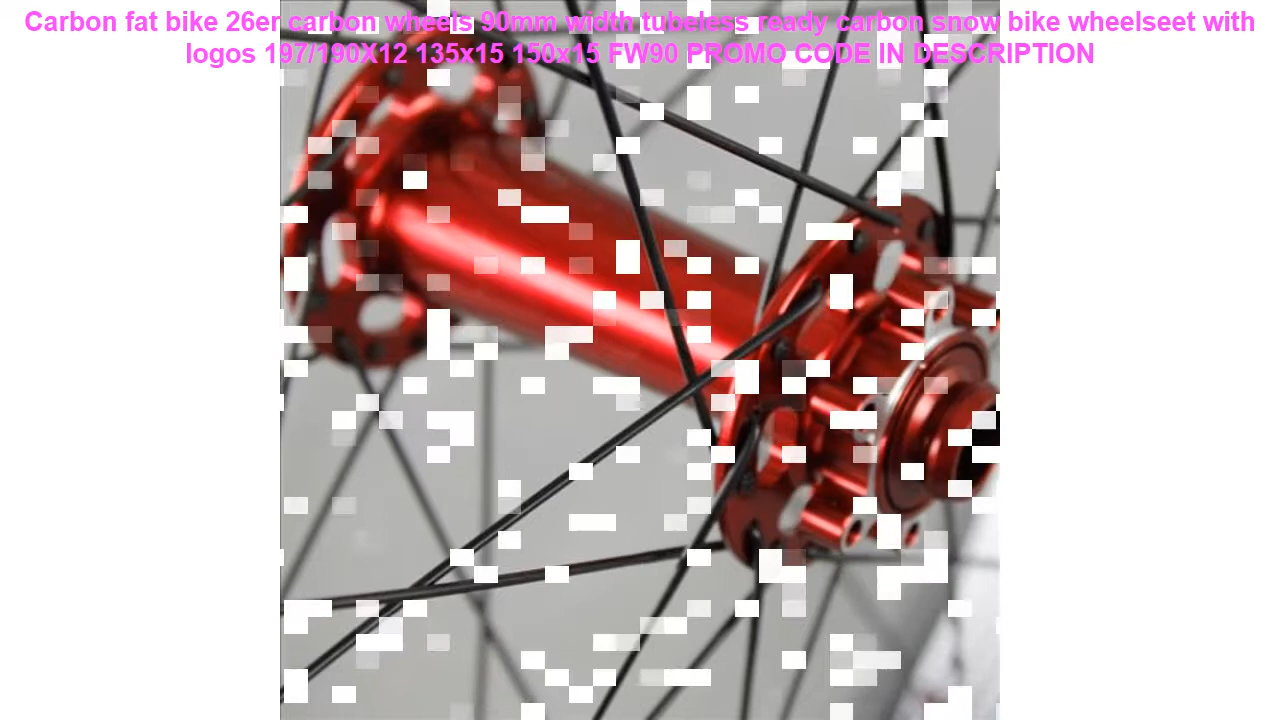 Carbon fat bike 26er carbon wheels 90mm width tubeless ready carbon snow bike wheelseet with
logos 197/190X12 135x15 150x15 FW90 PROMO CODE IN DESCRIPTION